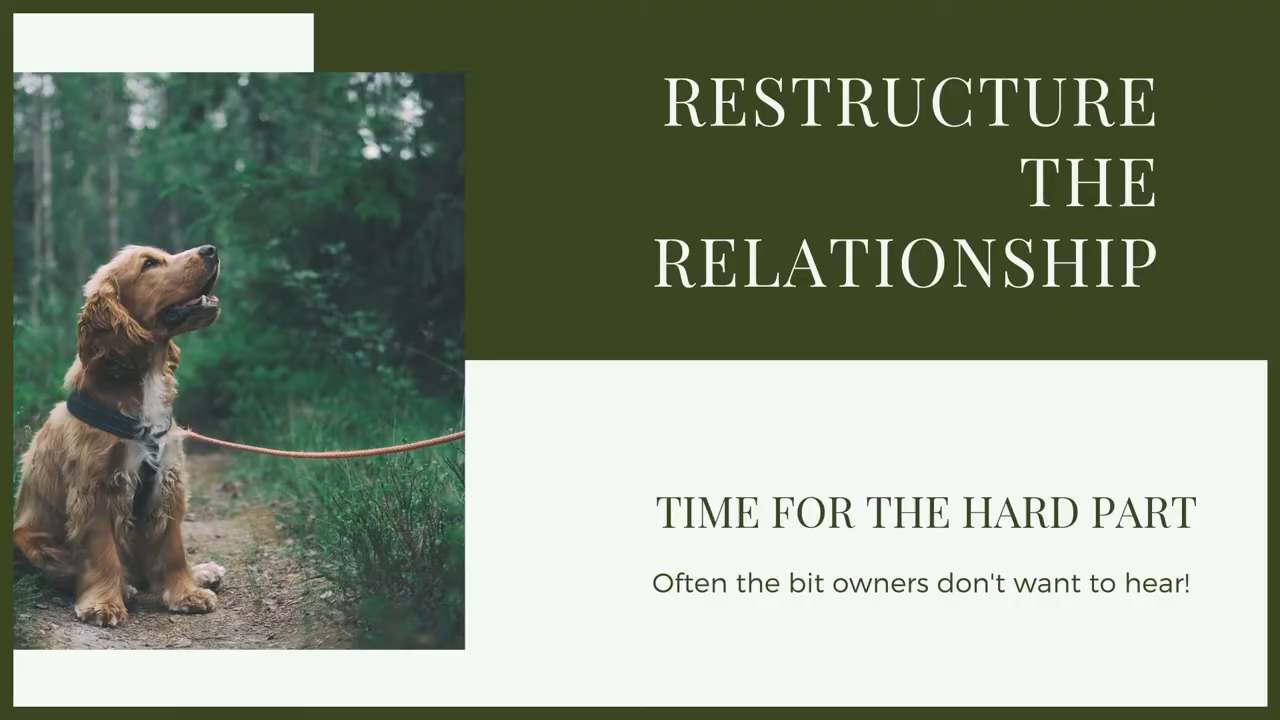 RESTRUCTURE
THE
RELATIONSHIP
TIME FOR THE HARD PART
Often the bit owners don't want to hear!